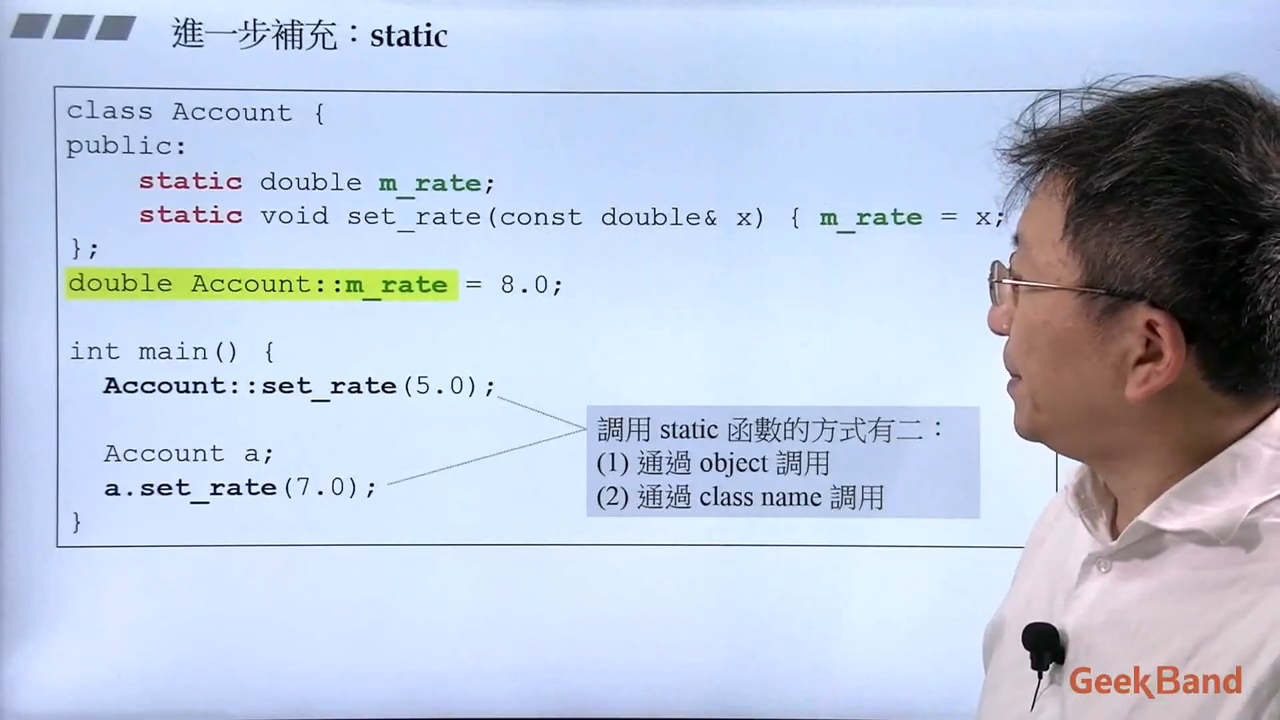 進一步補充：static
class Account {
public:
    static double m_rate;
    static void set_rate(const double& x) { m_rate = x;
};
double Account::m_rate = 8.0;
int main() {
  Account::set_rate(5.0);
  Account a;
  a.set_rate(7.0);
}
調用 static 函數的方式有二：
(1) 通過 object 調用
(2) 通過 class name 調用
GeekBand